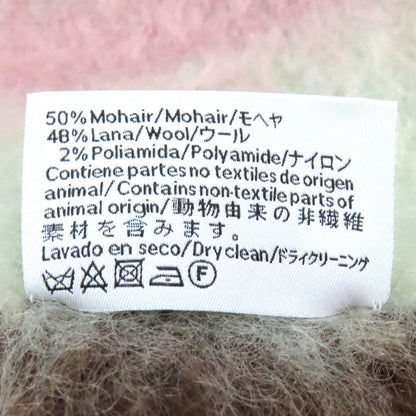 50% Mohair/Mohair/モヘヤ
48% Lana/Wool/ウール
2% Poliamida/Polyamide/ナイロン
Contiene partes no textiles de origen
animal/Contains non-textile parts of
animal origin/動物由来の非繊維
素材を含みます。
Lavado en seco/Dry clean/ドライクリーニング
F